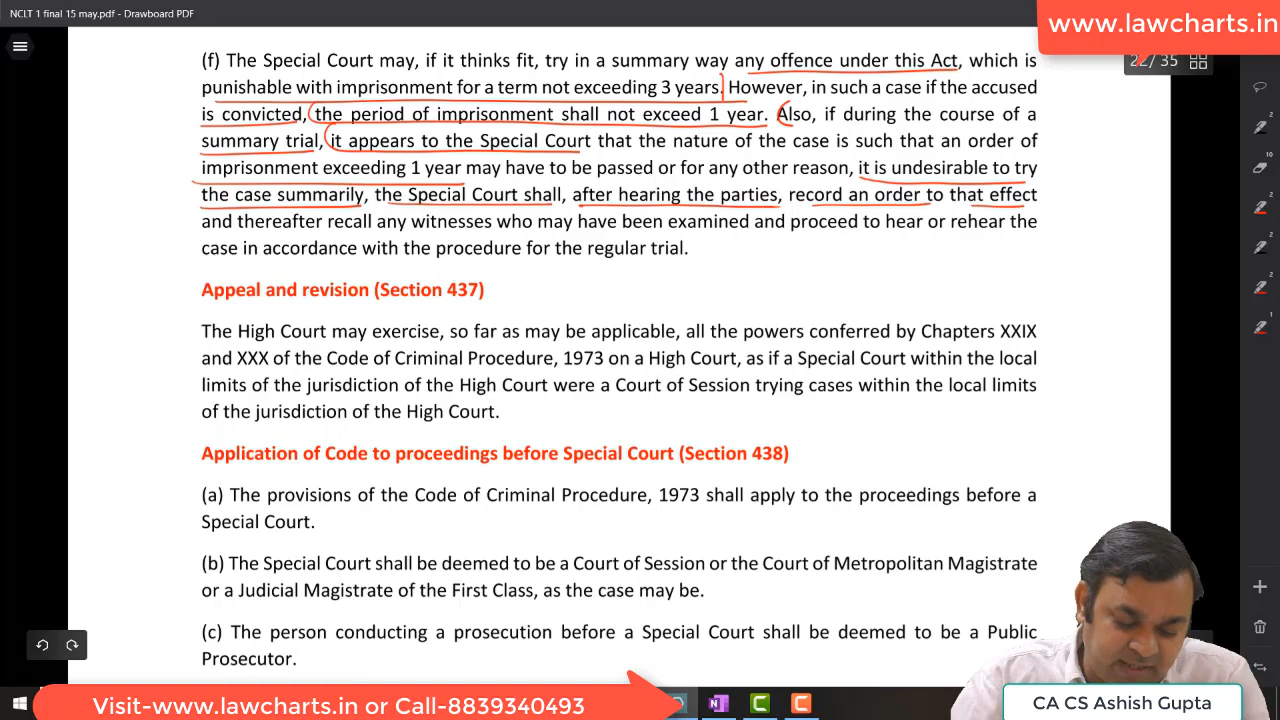 NCLT 1 final 15 may.pdf - Drawboard PDF
www.lawcharts.in
22/ 35
(f) The Special Court may, if it thinks fit, try in a summary way any offence under this Act, which is
punishable with imprisonment for a term not exceeding 3 years. However, in such a case if the accused
is convicted, the period of imprisonment shall not exceed 1 year. Also, if during the course of a
summary trial, it appears to the Special Court that the nature of the case is such that an order of
imprisonment exceeding 1 year may have to be passed or for any other reason, it is undesirable to try
the case summarily, the Special Court shall, after hearing the parties, record an order to that effect
and thereafter recall any witnesses who may have been examined and proceed to hear or rehear the
case in accordance with the procedure for the regular trial.
Appeal and revision (Section 437)
The High Court may exercise, so far as may be applicable, all the powers conferred by Chapters XXIX
and XXX of the Code of Criminal Procedure, 1973 on a High Court, as if a Special Court within the local
limits of the jurisdiction of the High Court were a Court of Session trying cases within the local limits
of the jurisdiction of the High Court.
Application of Code to proceedings before Special Court (Section 438)
(a) The provisions of the Code of Criminal Procedure, 1973 shall apply to the proceedings before a
Special Court.
(b) The Special Court shall be deemed to be a Court of Session or the Court of Metropolitan Magistrate
or a Judicial Magistrate of the First Class, as the case may be.
(c) The person conducting a prosecution before a Special Court shall be deemed to be a Public
Prosecutor.
Visit-www.lawcharts.in or Call-8839340493
CA CS Ashish Gupta